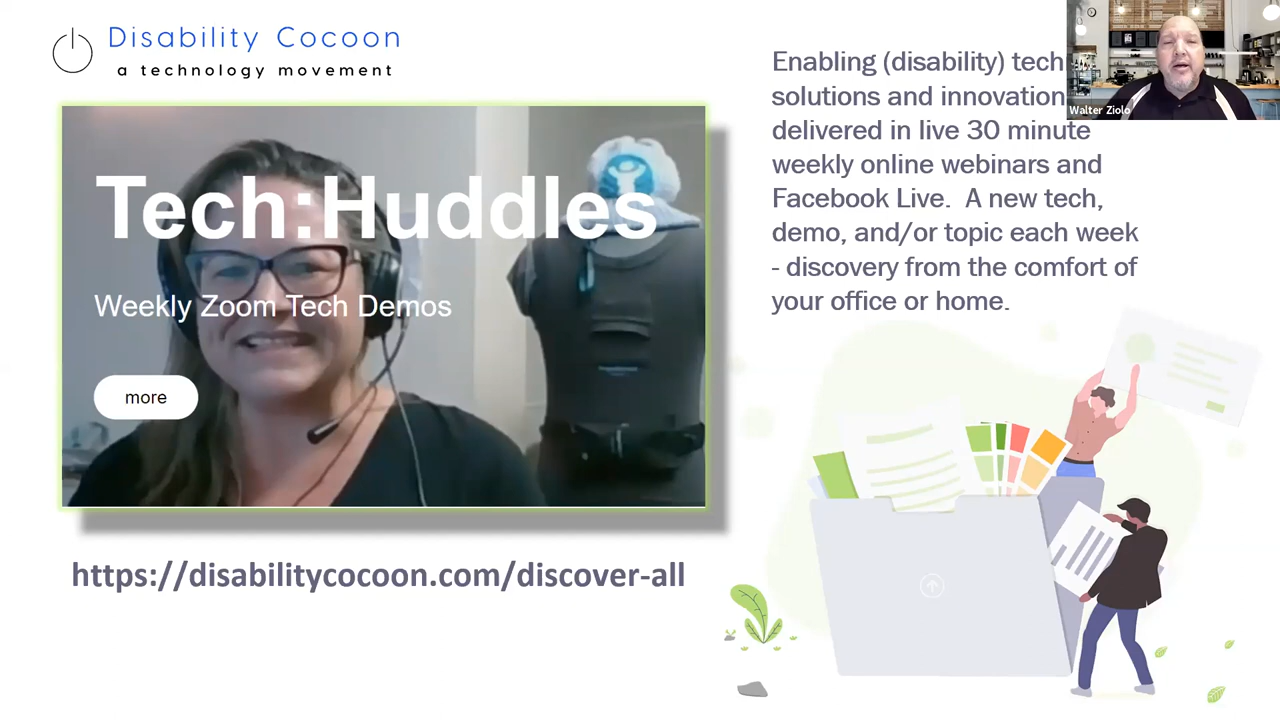 Disability Cocoon
a technology movement
Tech:Huddles
Weekly Zoom Tech Demos
more
https://disabilitycocoon.com/discover-all
Enabling (disability) tech
solutions and innovation
delivered in live 30 minute
weekly online webinars and
Facebook Live. A new tech,
demo, and/or topic each week
- discovery from the comfort of
your office or home.
Walter Ziolo